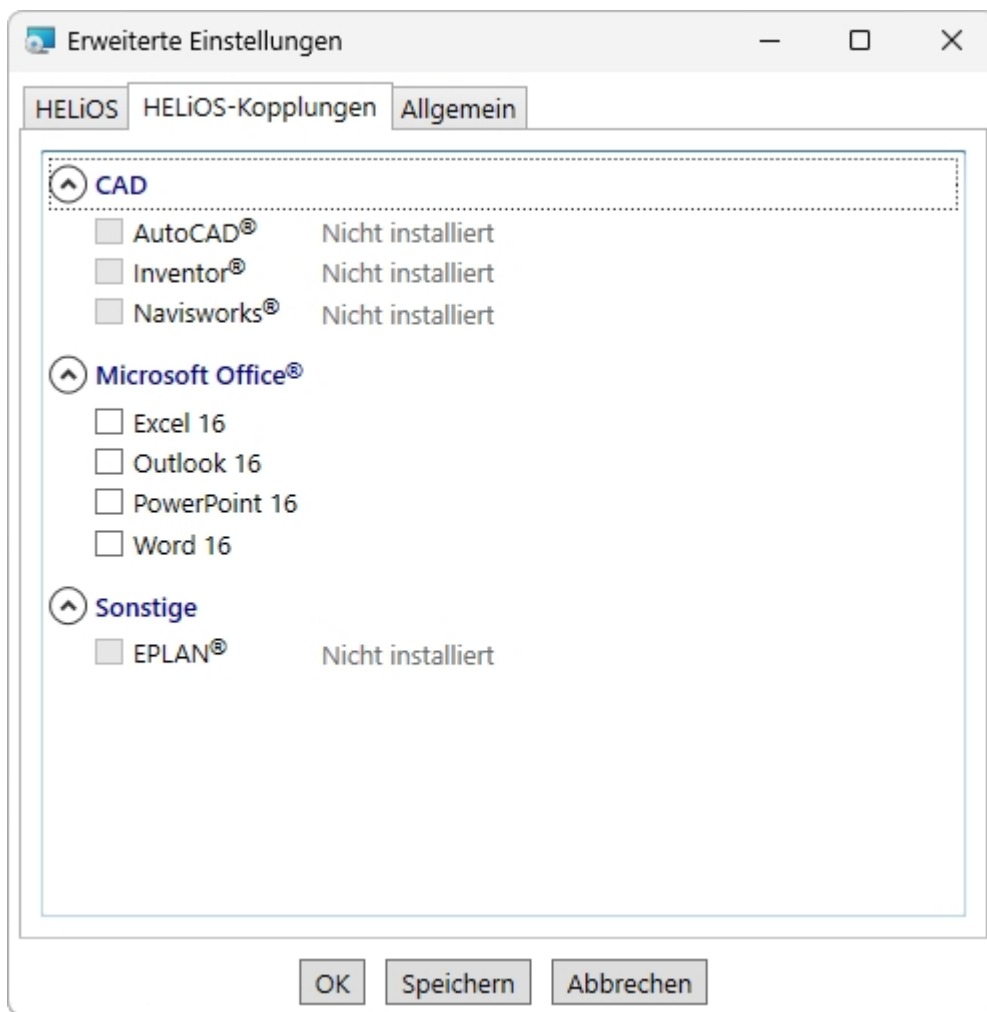 Erweiterte Einstellungen
HELiOS HELiOS-Kopplungen Allgemein
CAD
AutoCAD® Nicht installiert
Inventor® Nicht installiert
Navisworks® Nicht installiert
Microsoft Office®
Excel 16
Outlook 16
PowerPoint 16
Word 16
Sonstige
EPLAN® Nicht installiert
OK Speichern Abbrechen